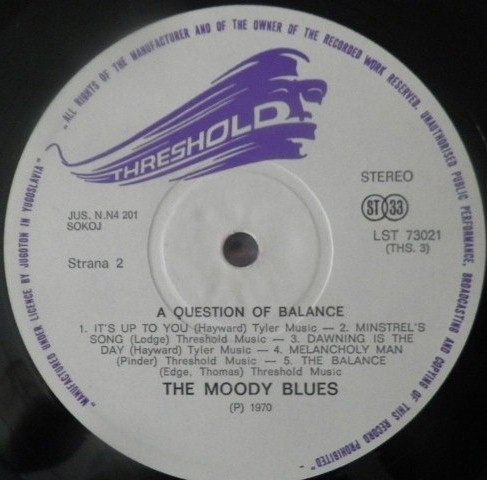 "ALL RIGHTS OF THE MANUFACTURER AND OF THE OWNER OF THE RECORDED WORK RESERVED. UNAUTHORISED PUBLIC PERFORMANCE, BROADCASTING AND COPYING OF THIS RECORD PROHIBITED"
"MANUFACTURED UNDER LICENCE BY JUGOTON IN YUGOSLAVIA"
THRESHOLD
STEREO
ST 33
JUS. N.N4 201
SOKOJ
LST 73021
(THS. 3)
Strana 2
A QUESTION OF BALANCE
1. IT'S UP TO YOU (Hayward) Tyler Music — 2. MINSTREL'S
SONG (Lodge) Threshold Music — 3. DAWNING IS THE
DAY (Hayward) Tyler Music — 4. MELANCHOLY MAN
(Pinder) Threshold Music — 5. THE BALANCE
(Edge, Thomas) Threshold Music
THE MOODY BLUES
(P) 1970